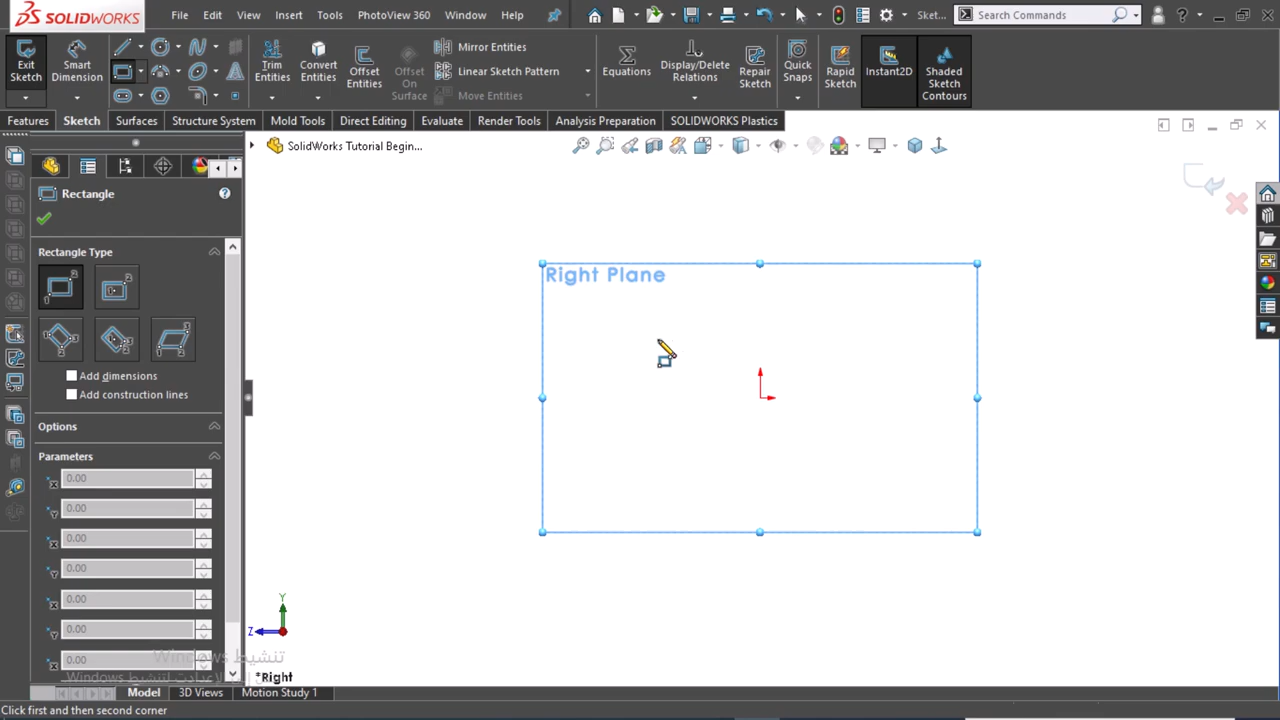 SOLIDWORKS File Edit View Insert Tools PhotoView 360 Window Help Sket... Search Commands
Exit Sketch
Smart Dimension
Trim Entities
Convert Entities
Offset Entities
Offset On Surface
Mirror Entities
Linear Sketch Pattern
Move Entities
Equations
Display/Delete Relations
Repair Sketch
Quick Snaps
Rapid Sketch
Instant2D
Shaded Sketch Contours
Features Sketch Surfaces Structure System Mold Tools Direct Editing Evaluate Render Tools Analysis Preparation SOLIDWORKS Plastics
SolidWorks Tutorial Begin...
Rectangle
Rectangle Type
Add dimensions
Add construction lines
Options
Parameters
0.00
0.00
0.00
0.00
0.00
0.00
0.00
Right Plane
Y
Z
تنشيط Windows
*Right
Model 3D Views Motion Study 1
Click first and then second corner